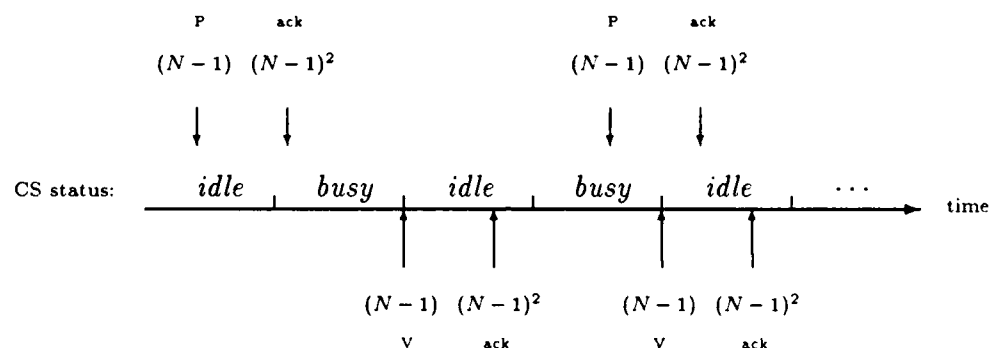 P ack P ack
(N − 1) (N − 1)² (N − 1) (N − 1)²
CS status: idle busy idle busy idle ···
time
(N − 1) (N − 1)² (N − 1) (N − 1)²
V ack V ack